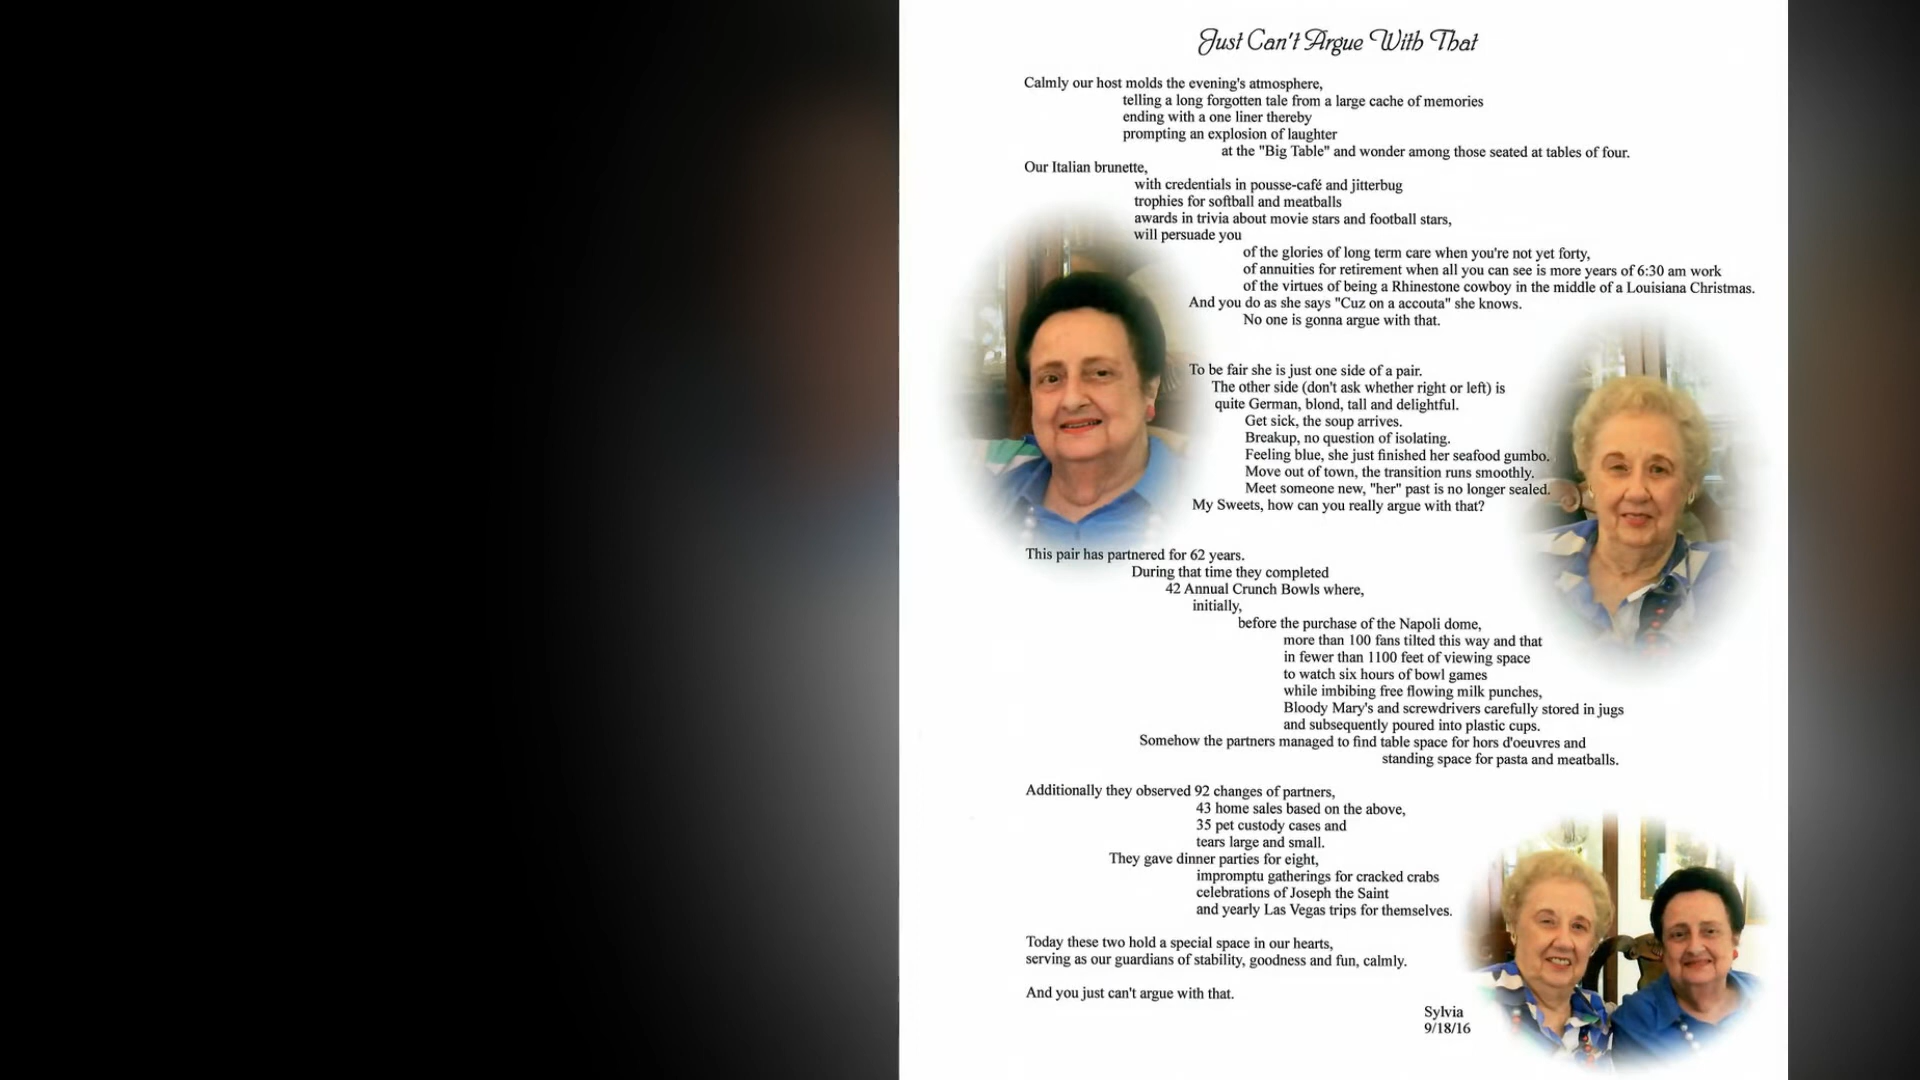 Just Can't Argue With That
Calmly our host molds the evening's atmosphere,
telling a long forgotten tale from a large cache of memories
ending with a one liner thereby
prompting an explosion of laughter
at the "Big Table" and wonder among those seated at tables of four.
Our Italian brunette,
with credentials in pousse-café and jitterbug
trophies for softball and meatballs
awards in trivia about movie stars and football stars,
will persuade you
of the glories of long term care when you're not yet forty,
of annuities for retirement when all you can see is more years of 6:30 am work
of the virtues of being a Rhinestone cowboy in the middle of a Louisiana Christmas.
And you do as she says "Cuz on a accouta" she knows.
No one is gonna argue with that.
To be fair she is just one side of a pair.
The other side (don't ask whether right or left) is
quite German, blond, tall and delightful.
Get sick, the soup arrives.
Breakup, no question of isolating.
Feeling blue, she just finished her seafood gumbo.
Move out of town, the transition runs smoothly.
Meet someone new, "her" past is no longer sealed.
My Sweets, how can you really argue with that?
This pair has partnered for 62 years.
During that time they completed
42 Annual Crunch Bowls where,
initially,
before the purchase of the Napoli dome,
more than 100 fans tilted this way and that
in fewer than 1100 feet of viewing space
to watch six hours of bowl games
while imbibing free flowing milk punches,
Bloody Mary's and screwdrivers carefully stored in jugs
and subsequently poured into plastic cups.
Somehow the partners managed to find table space for hors d'oeuvres and
standing space for pasta and meatballs.
Additionally they observed 92 changes of partners,
43 home sales based on the above,
35 pet custody cases and
tears large and small.
They gave dinner parties for eight,
impromptu gatherings for cracked crabs
celebrations of Joseph the Saint
and yearly Las Vegas trips for themselves.
Today these two hold a special space in our hearts,
serving as our guardians of stability, goodness and fun, calmly.
And you just can't argue with that.
Sylvia
9/18/16